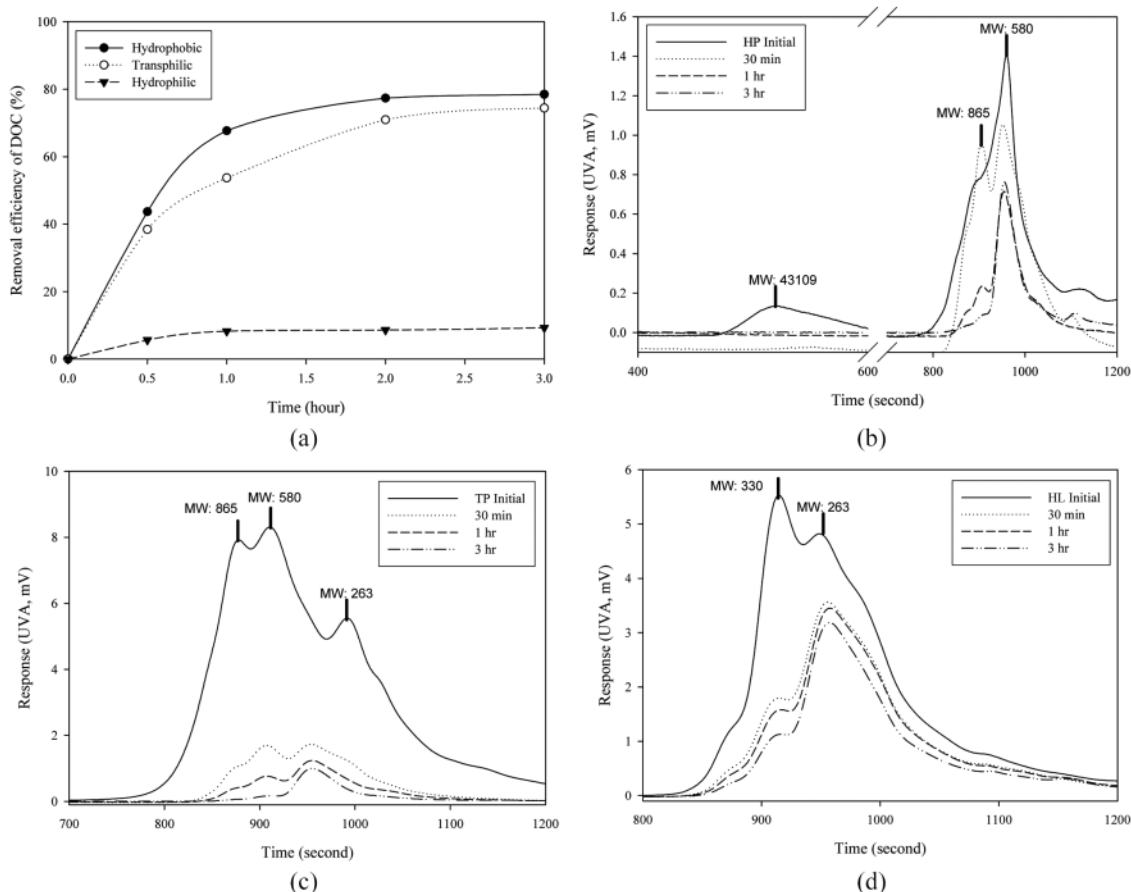 Removal efficiency of DOC (%)
100
80
60
40
20
0
Hydrophobic
Transphilic
Hydrophilic
0.0 0.5 1.0 1.5 2.0 2.5 3.0
Time (hour)
(a)
Response (UVA, mV)
1.6
1.4
1.2
1.0
0.8
0.6
0.4
0.2
0.0
HP Initial
30 min
1 hr
3 hr
MW: 580
MW: 865
MW: 43109
400 600 800 1000 1200
Time (second)
(b)
Response (UVA, mV)
10
8
6
4
2
0
MW: 865
MW: 580
MW: 263
TP Initial
30 min
1 hr
3 hr
700 800 900 1000 1100 1200
Time (second)
(c)
Response (UVA, mV)
6
5
4
3
2
1
0
MW: 330
MW: 263
HL Initial
30 min
1 hr
3 hr
800 900 1000 1100 1200
Time (second)
(d)